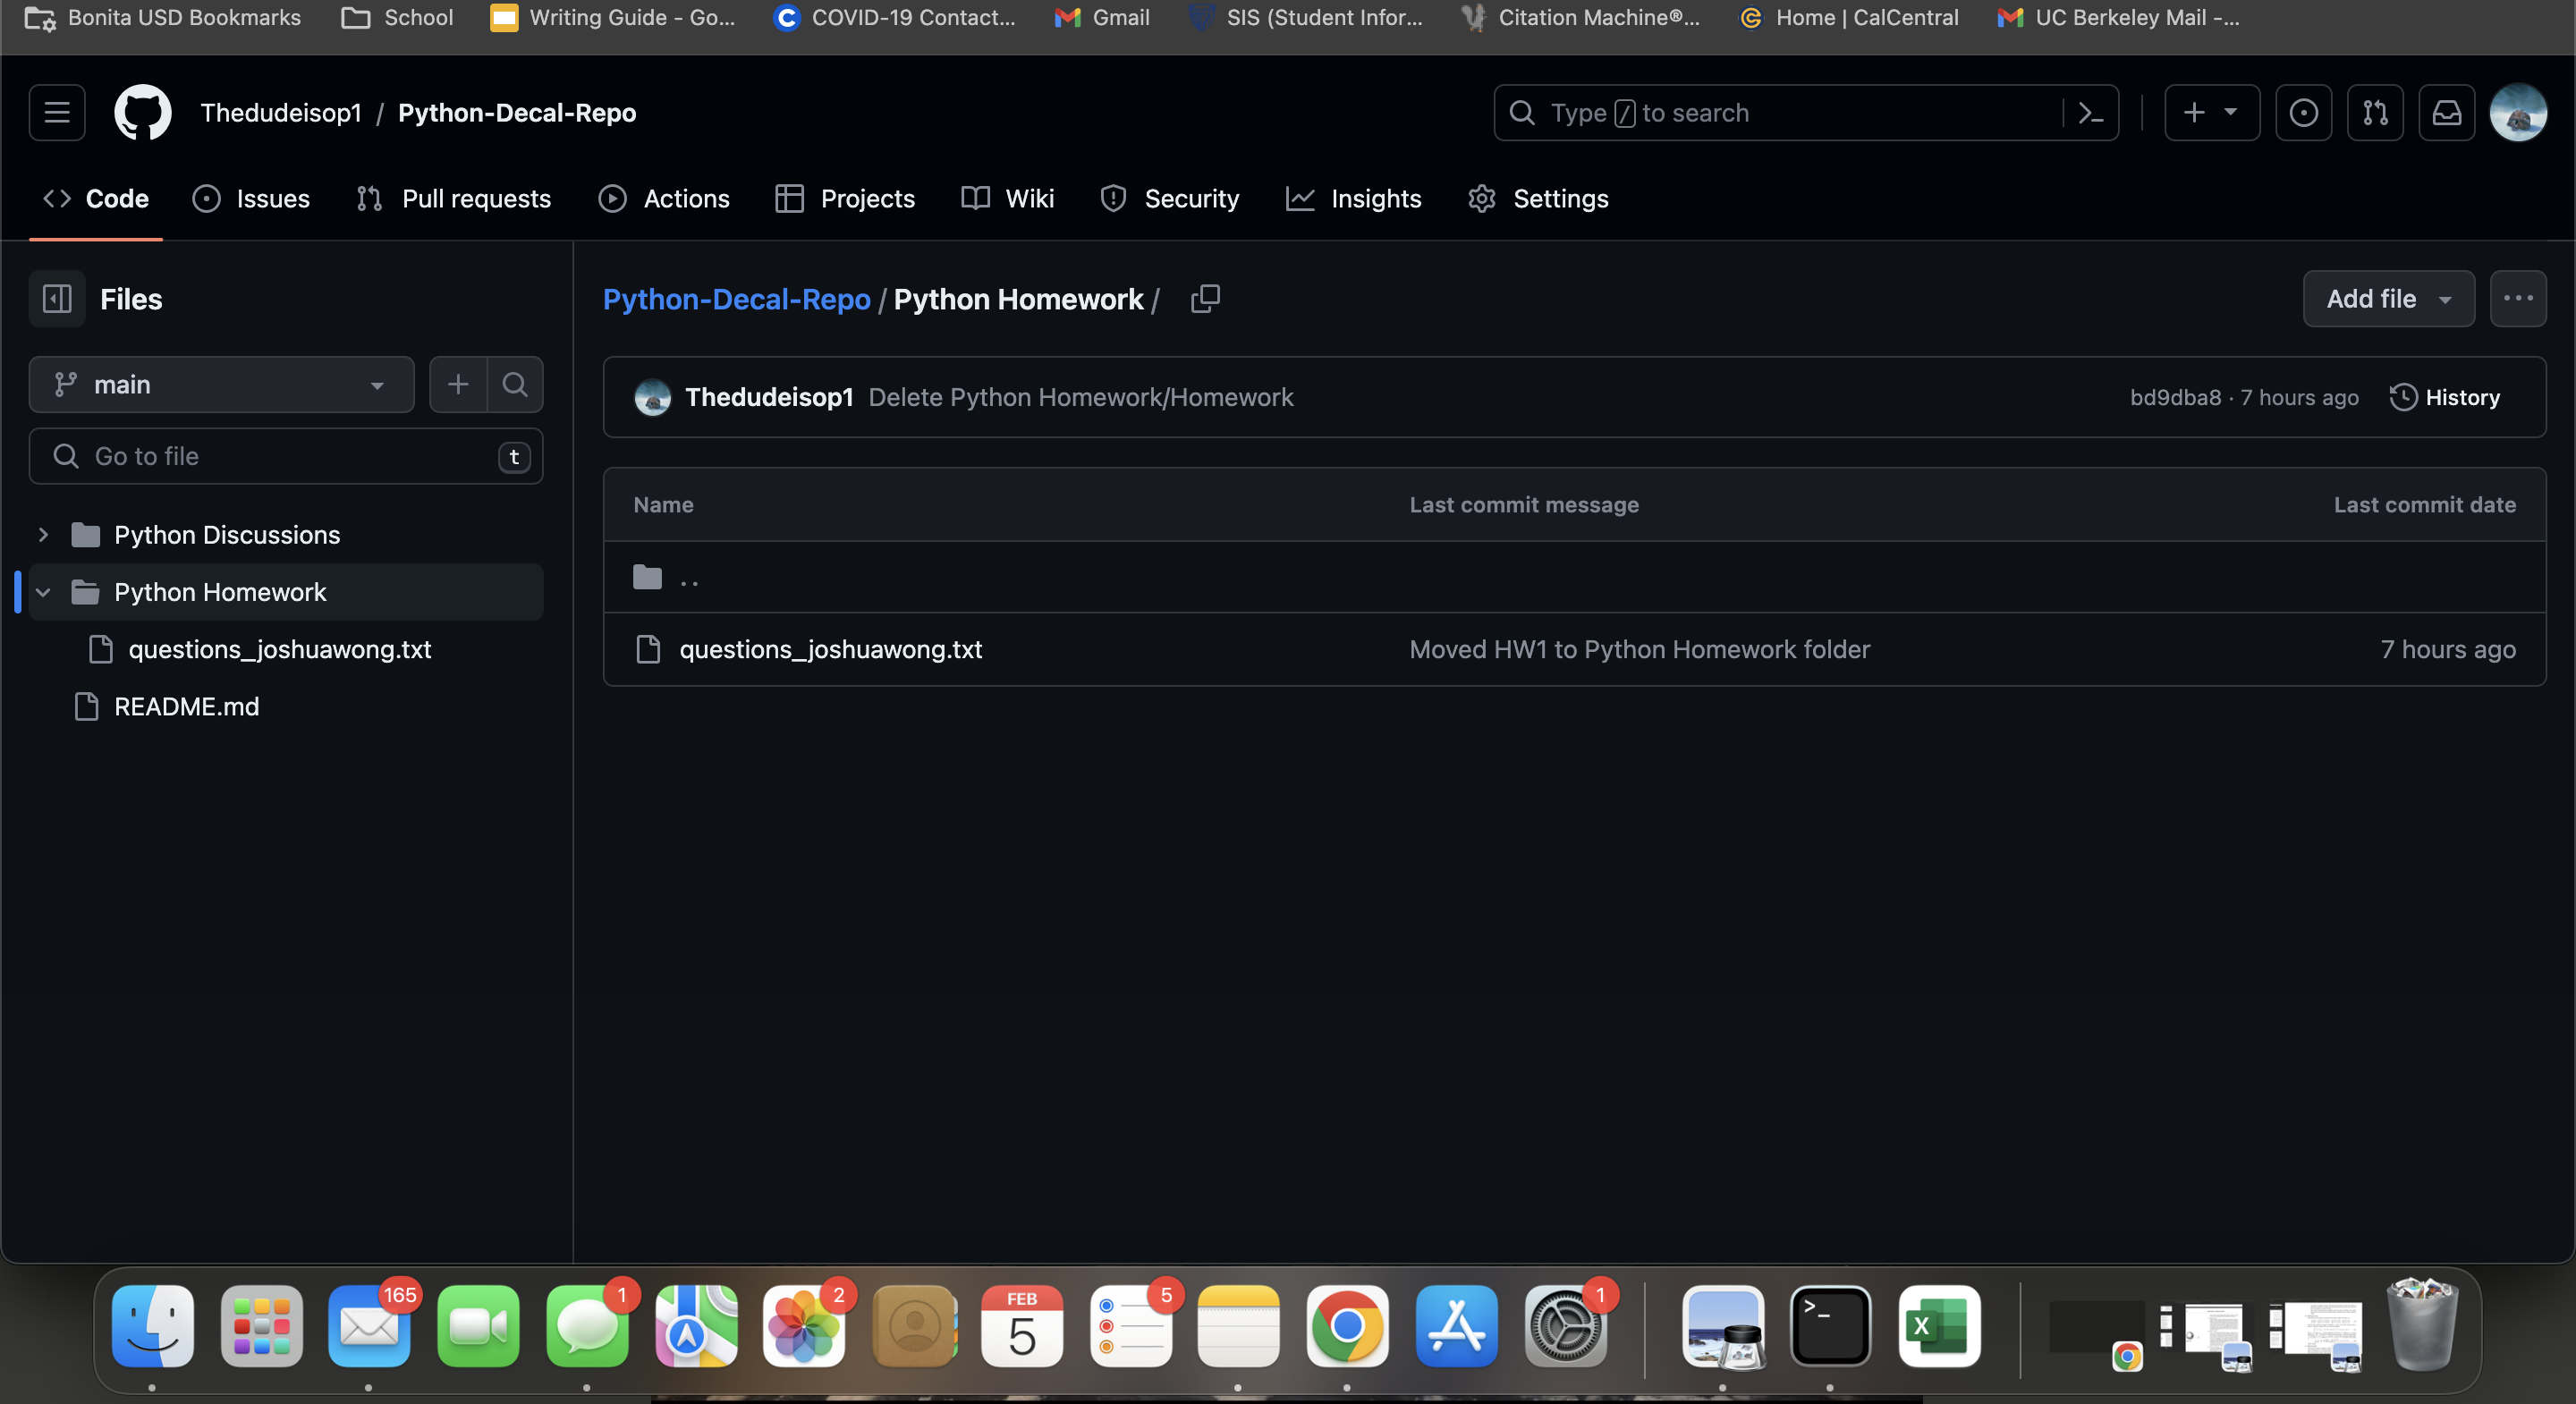 Bonita USD Bookmarks School Writing Guide - Go... COVID-19 Contact... Gmail SIS (Student Infor... Citation Machine®... Home | CalCentral UC Berkeley Mail -...
Thedudeisop1 / Python-Decal-Repo Type / to search
Code Issues Pull requests Actions Projects Wiki Security Insights Settings
Files
Python-Decal-Repo / Python Homework / Add file
main
Thedudeisop1 Delete Python Homework/Homework bd9dba8 · 7 hours ago History
Go to file t
Name Last commit message Last commit date
Python Discussions
..
Python Homework
questions_joshuawong.txt
questions_joshuawong.txt Moved HW1 to Python Homework folder 7 hours ago
README.md
165 1 2 5 1
FEB
5